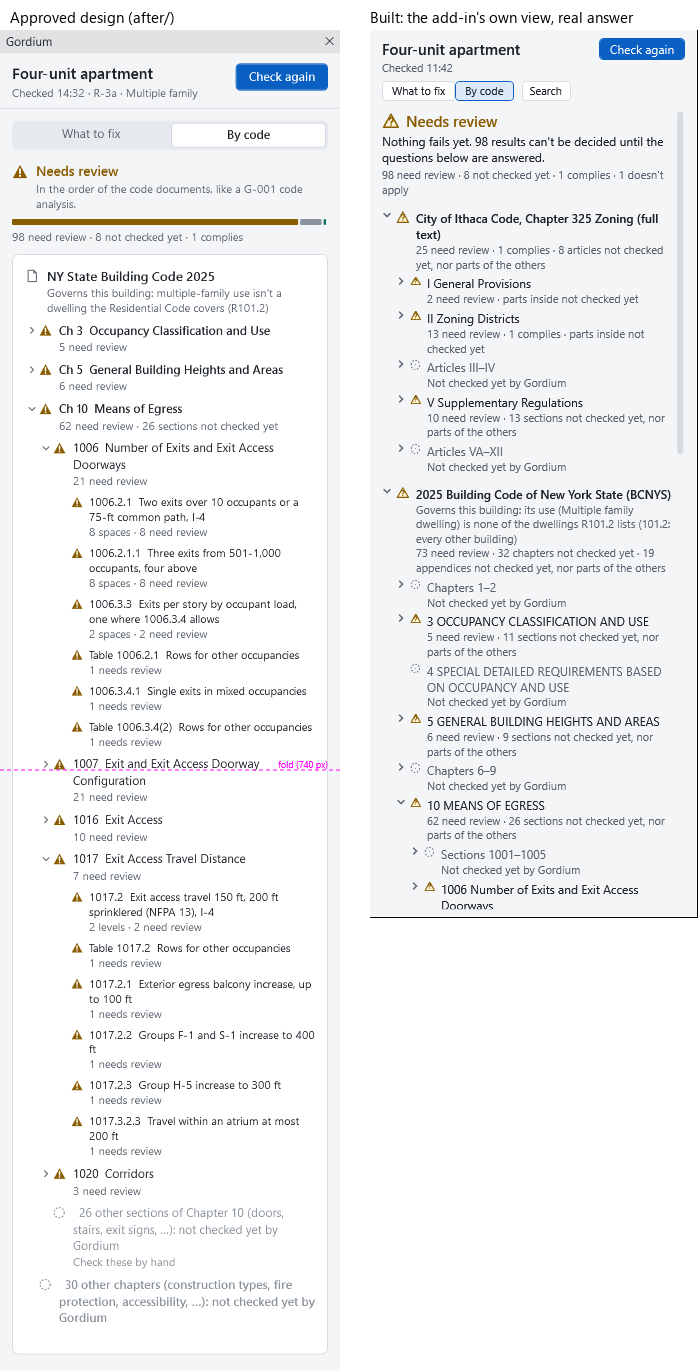 Approved design (after/)
Gordium
Four-unit apartment
Check again
Checked 14:32 · R-3a · Multiple family
What to fix
By code
Needs review
In the order of the code documents, like a G-001 code
analysis.
98 need review · 8 not checked yet · 1 complies
NY State Building Code 2025
Governs this building: multiple-family use isn't a
dwelling the Residential Code covers (R101.2)
Ch 3 Occupancy Classification and Use
5 need review
Ch 5 General Building Heights and Areas
6 need review
Ch 10 Means of Egress
62 need review · 26 sections not checked yet
1006 Number of Exits and Exit Access
Doorways
21 need review
1006.2.1 Two exits over 10 occupants or a
75-ft common path, I-4
8 spaces · 8 need review
1006.2.1.1 Three exits from 501-1,000
occupants, four above
8 spaces · 8 need review
1006.3.3 Exits per story by occupant load,
one where 1006.3.4 allows
2 spaces · 2 need review
Table 1006.2.1 Rows for other occupancies
1 needs review
1006.3.4.1 Single exits in mixed occupancies
1 needs review
Table 1006.3.4(2) Rows for other occupancies
1 needs review
1007 Exit and Exit Access Doorway
fold (740 px)
Configuration
21 need review
1016 Exit Access
10 need review
1017 Exit Access Travel Distance
7 need review
1017.2 Exit access travel 150 ft, 200 ft
sprinklered (NFPA 13), I-4
2 levels · 2 need review
Table 1017.2 Rows for other occupancies
1 needs review
1017.2.1 Exterior egress balcony increase, up
to 100 ft
1 needs review
1017.2.2 Groups F-1 and S-1 increase to 400
ft
1 needs review
1017.2.3 Group H-5 increase to 300 ft
1 needs review
1017.3.2.3 Travel within an atrium at most
200 ft
1 needs review
1020 Corridors
3 need review
26 other sections of Chapter 10 (doors,
stairs, exit signs, ...): not checked yet by
Gordium
Check these by hand
30 other chapters (construction types, fire
protection, accessibility, ...): not checked yet by
Gordium
Built: the add-in's own view, real answer
Four-unit apartment
Check again
Checked 11:42
What to fix
By code
Search
Needs review
Nothing fails yet. 98 results can't be decided until the
questions below are answered.
98 need review · 8 not checked yet · 1 complies · 1 doesn't
apply
City of Ithaca Code, Chapter 325 Zoning (full
text)
25 need review · 1 complies · 8 articles not checked
yet, nor parts of the others
I General Provisions
2 need review · parts inside not checked yet
II Zoning Districts
13 need review · 1 complies · parts inside not
checked yet
Articles III–IV
Not checked yet by Gordium
V Supplementary Regulations
10 need review · 13 sections not checked yet, nor
parts of the others
Articles VA–XII
Not checked yet by Gordium
2025 Building Code of New York State (BCNYS)
Governs this building: its use (Multiple family
dwelling) is none of the dwellings R101.2 lists (101.2:
every other building)
73 need review · 32 chapters not checked yet · 19
appendices not checked yet, nor parts of the others
Chapters 1–2
Not checked yet by Gordium
3 OCCUPANCY CLASSIFICATION AND USE
5 need review · 11 sections not checked yet, nor
parts of the others
4 SPECIAL DETAILED REQUIREMENTS BASED
ON OCCUPANCY AND USE
Not checked yet by Gordium
5 GENERAL BUILDING HEIGHTS AND AREAS
6 need review · 9 sections not checked yet, nor
parts of the others
Chapters 6–9
Not checked yet by Gordium
10 MEANS OF EGRESS
62 need review · 26 sections not checked yet, nor
parts of the others
Sections 1001–1005
Not checked yet by Gordium
1006 Number of Exits and Exit Access
Doorways